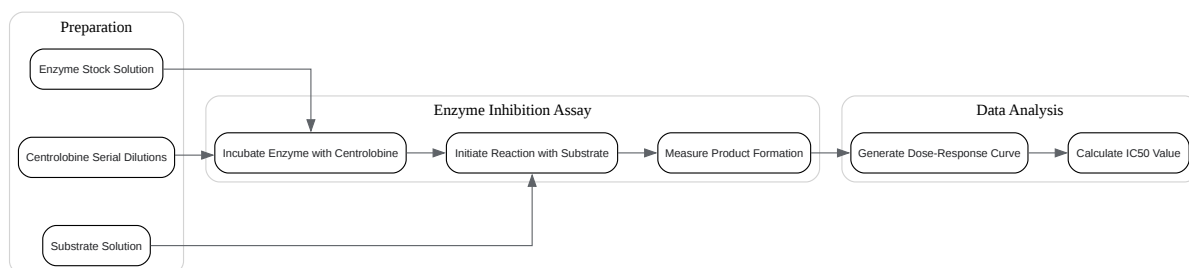 Preparation
Enzyme Stock Solution
Centrolobine Serial Dilutions
Substrate Solution
Enzyme Inhibition Assay
Incubate Enzyme with Centrolobine
Initiate Reaction with Substrate
Measure Product Formation
Data Analysis
Generate Dose-Response Curve
Calculate IC50 Value